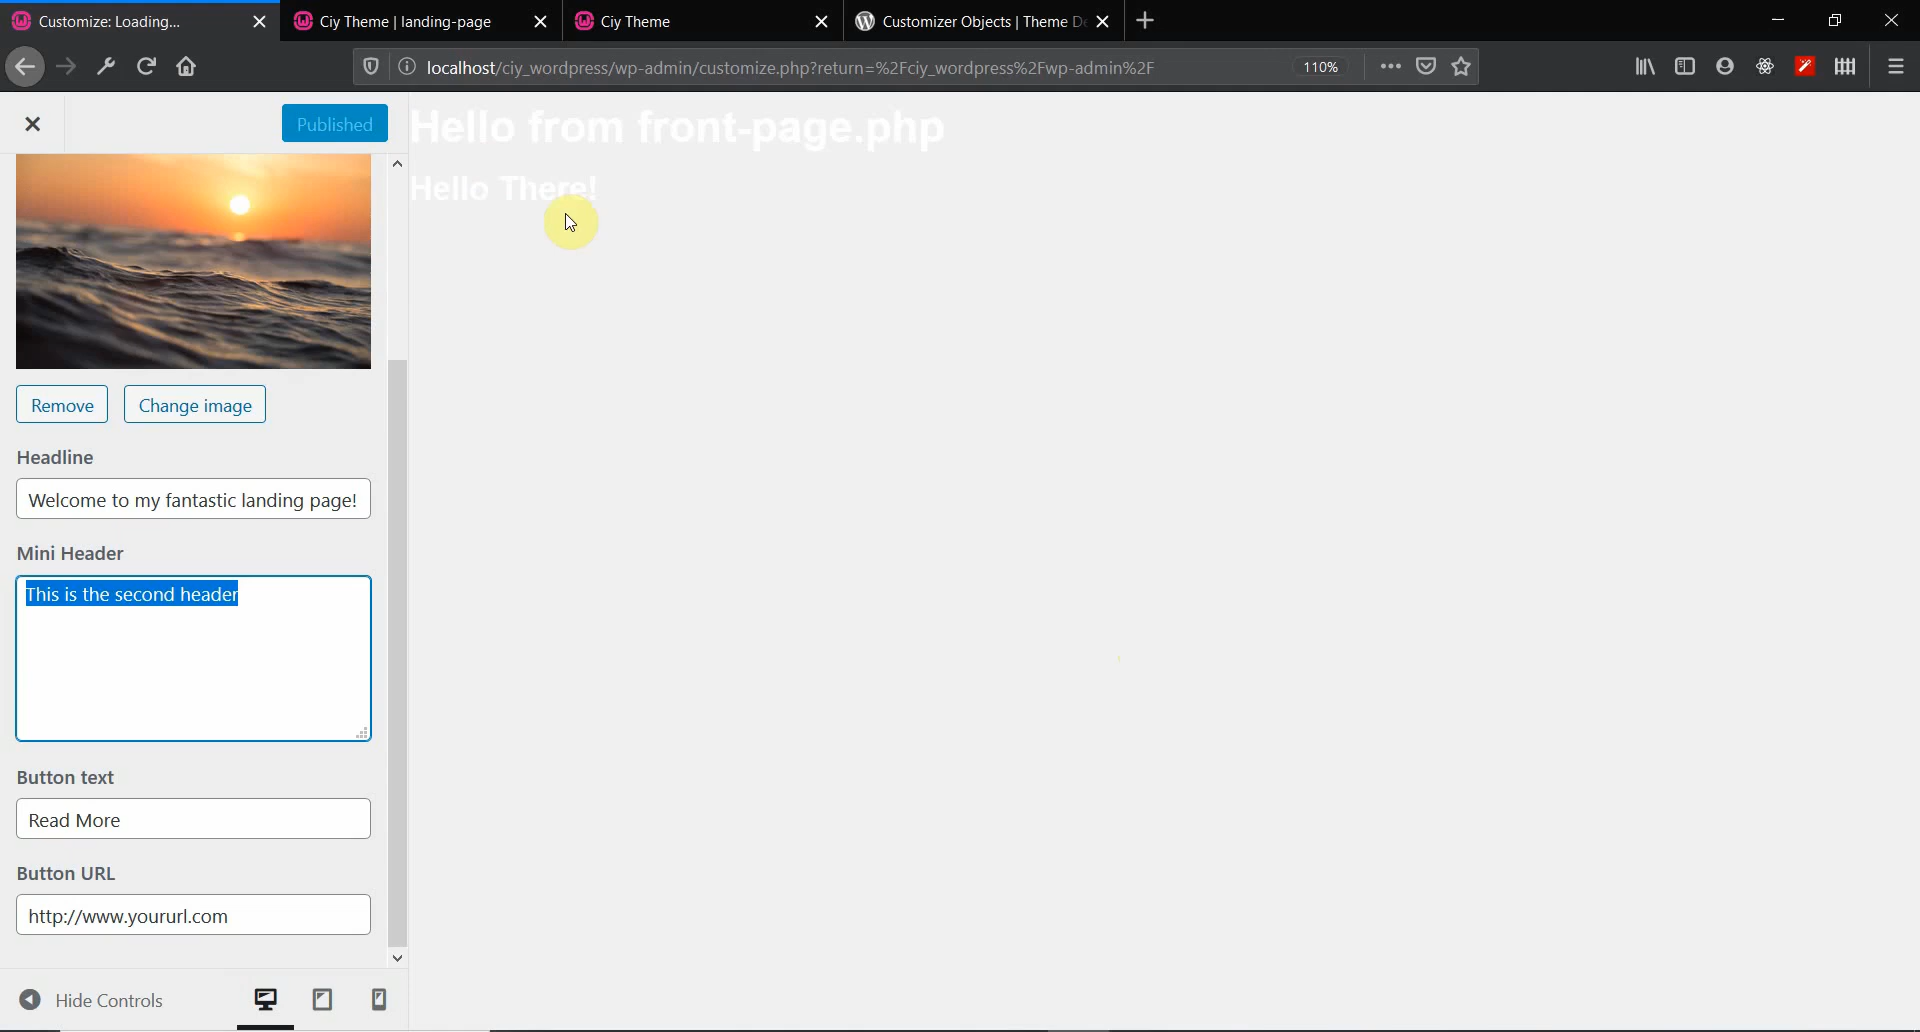 Customize: Loading...
Ciy Theme | landing-page
Ciy Theme
Customizer Objects | Theme De
localhost/ciy_wordpress/wp-admin/customize.php?return=%2Fciy_wordpress%2Fwp-admin%2F
110%
Published
Hello from front-page.php
Hello There!
Remove
Change image
Headline
Welcome to my fantastic landing page!
Mini Header
This is the second header
Button text
Read More
Button URL
http://www.yoururl.com
Hide Controls